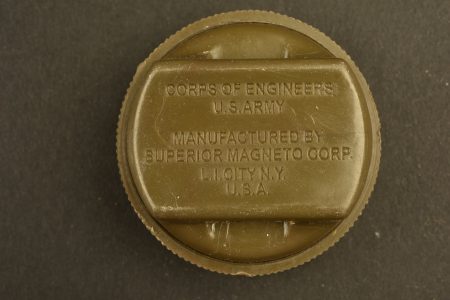 CORPS OF ENGINEERS
U.S. ARMY
MANUFACTURED BY
SUPERIOR MAGNETO CORP.
L.I. CITY N.Y.
U.S.A.